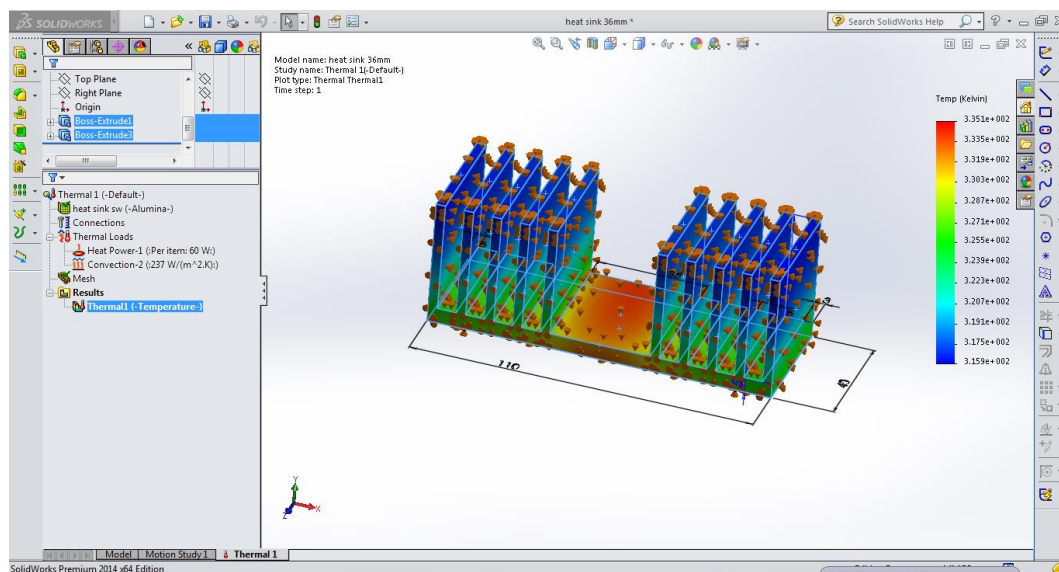 SOLIDWORKS
heat sink 36mm *
Search SolidWorks Help
Model name: heat sink 36mm
Study name: Thermal 1(-Default-)
Plot type: Thermal Thermal1
Time step: 1
Top Plane
Right Plane
Origin
Boss-Extrude1
Boss-Extrude3
Thermal 1 (-Default-)
heat sink sw (-Alumina-)
Connections
Thermal Loads
Heat Power-1 (:Per item: 60 W:)
Convection-2 (:237 W/(m^2.K):)
Mesh
Results
Thermal1 (-Temperature-)
Temp (Kelvin)
3.351e+002
3.335e+002
3.319e+002
3.303e+002
3.287e+002
3.271e+002
3.255e+002
3.239e+002
3.223e+002
3.207e+002
3.191e+002
3.175e+002
3.159e+002
110
Y
X
Z
Model
Motion Study 1
Thermal 1
SolidWorks Premium 2014 x64 Edition